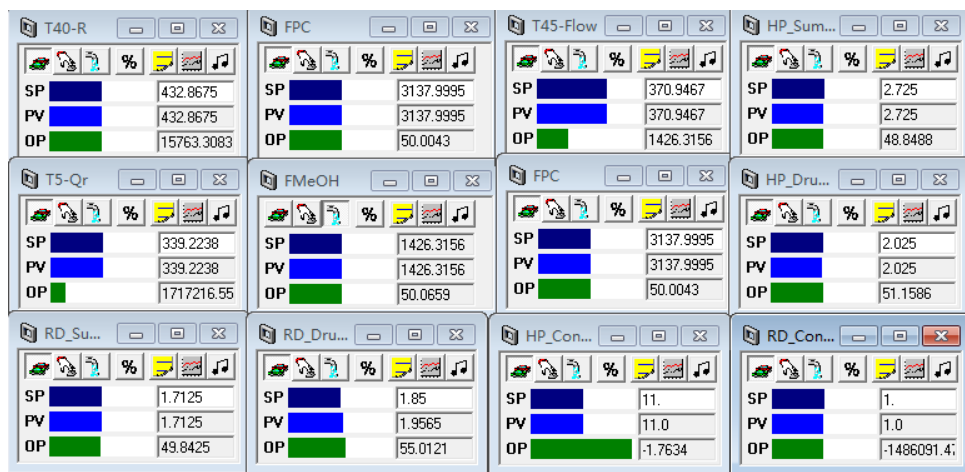 T40-R
%
SP 432.8675
PV 432.8675
OP 15763.3083
FPC
%
SP 3137.9995
PV 3137.9995
OP 50.0043
T45-Flow
%
SP 370.9467
PV 370.9467
OP 1426.3156
HP_Sum...
%
SP 2.725
PV 2.725
OP 48.8488
T5-Qr
%
SP 339.2238
PV 339.2238
OP 1717216.55
FMeOH
%
SP 1426.3156
PV 1426.3156
OP 50.0659
FPC
%
SP 3137.9995
PV 3137.9995
OP 50.0043
HP_Dru...
%
SP 2.025
PV 2.025
OP 51.1586
RD_Su...
%
SP 1.7125
PV 1.7125
OP 49.8425
RD_Dru...
%
SP 1.85
PV 1.9565
OP 55.0121
HP_Con...
%
SP 11.
PV 11.0
OP -1.7634
RD_Con...
%
SP 1.
PV 1.0
OP -1486091.4